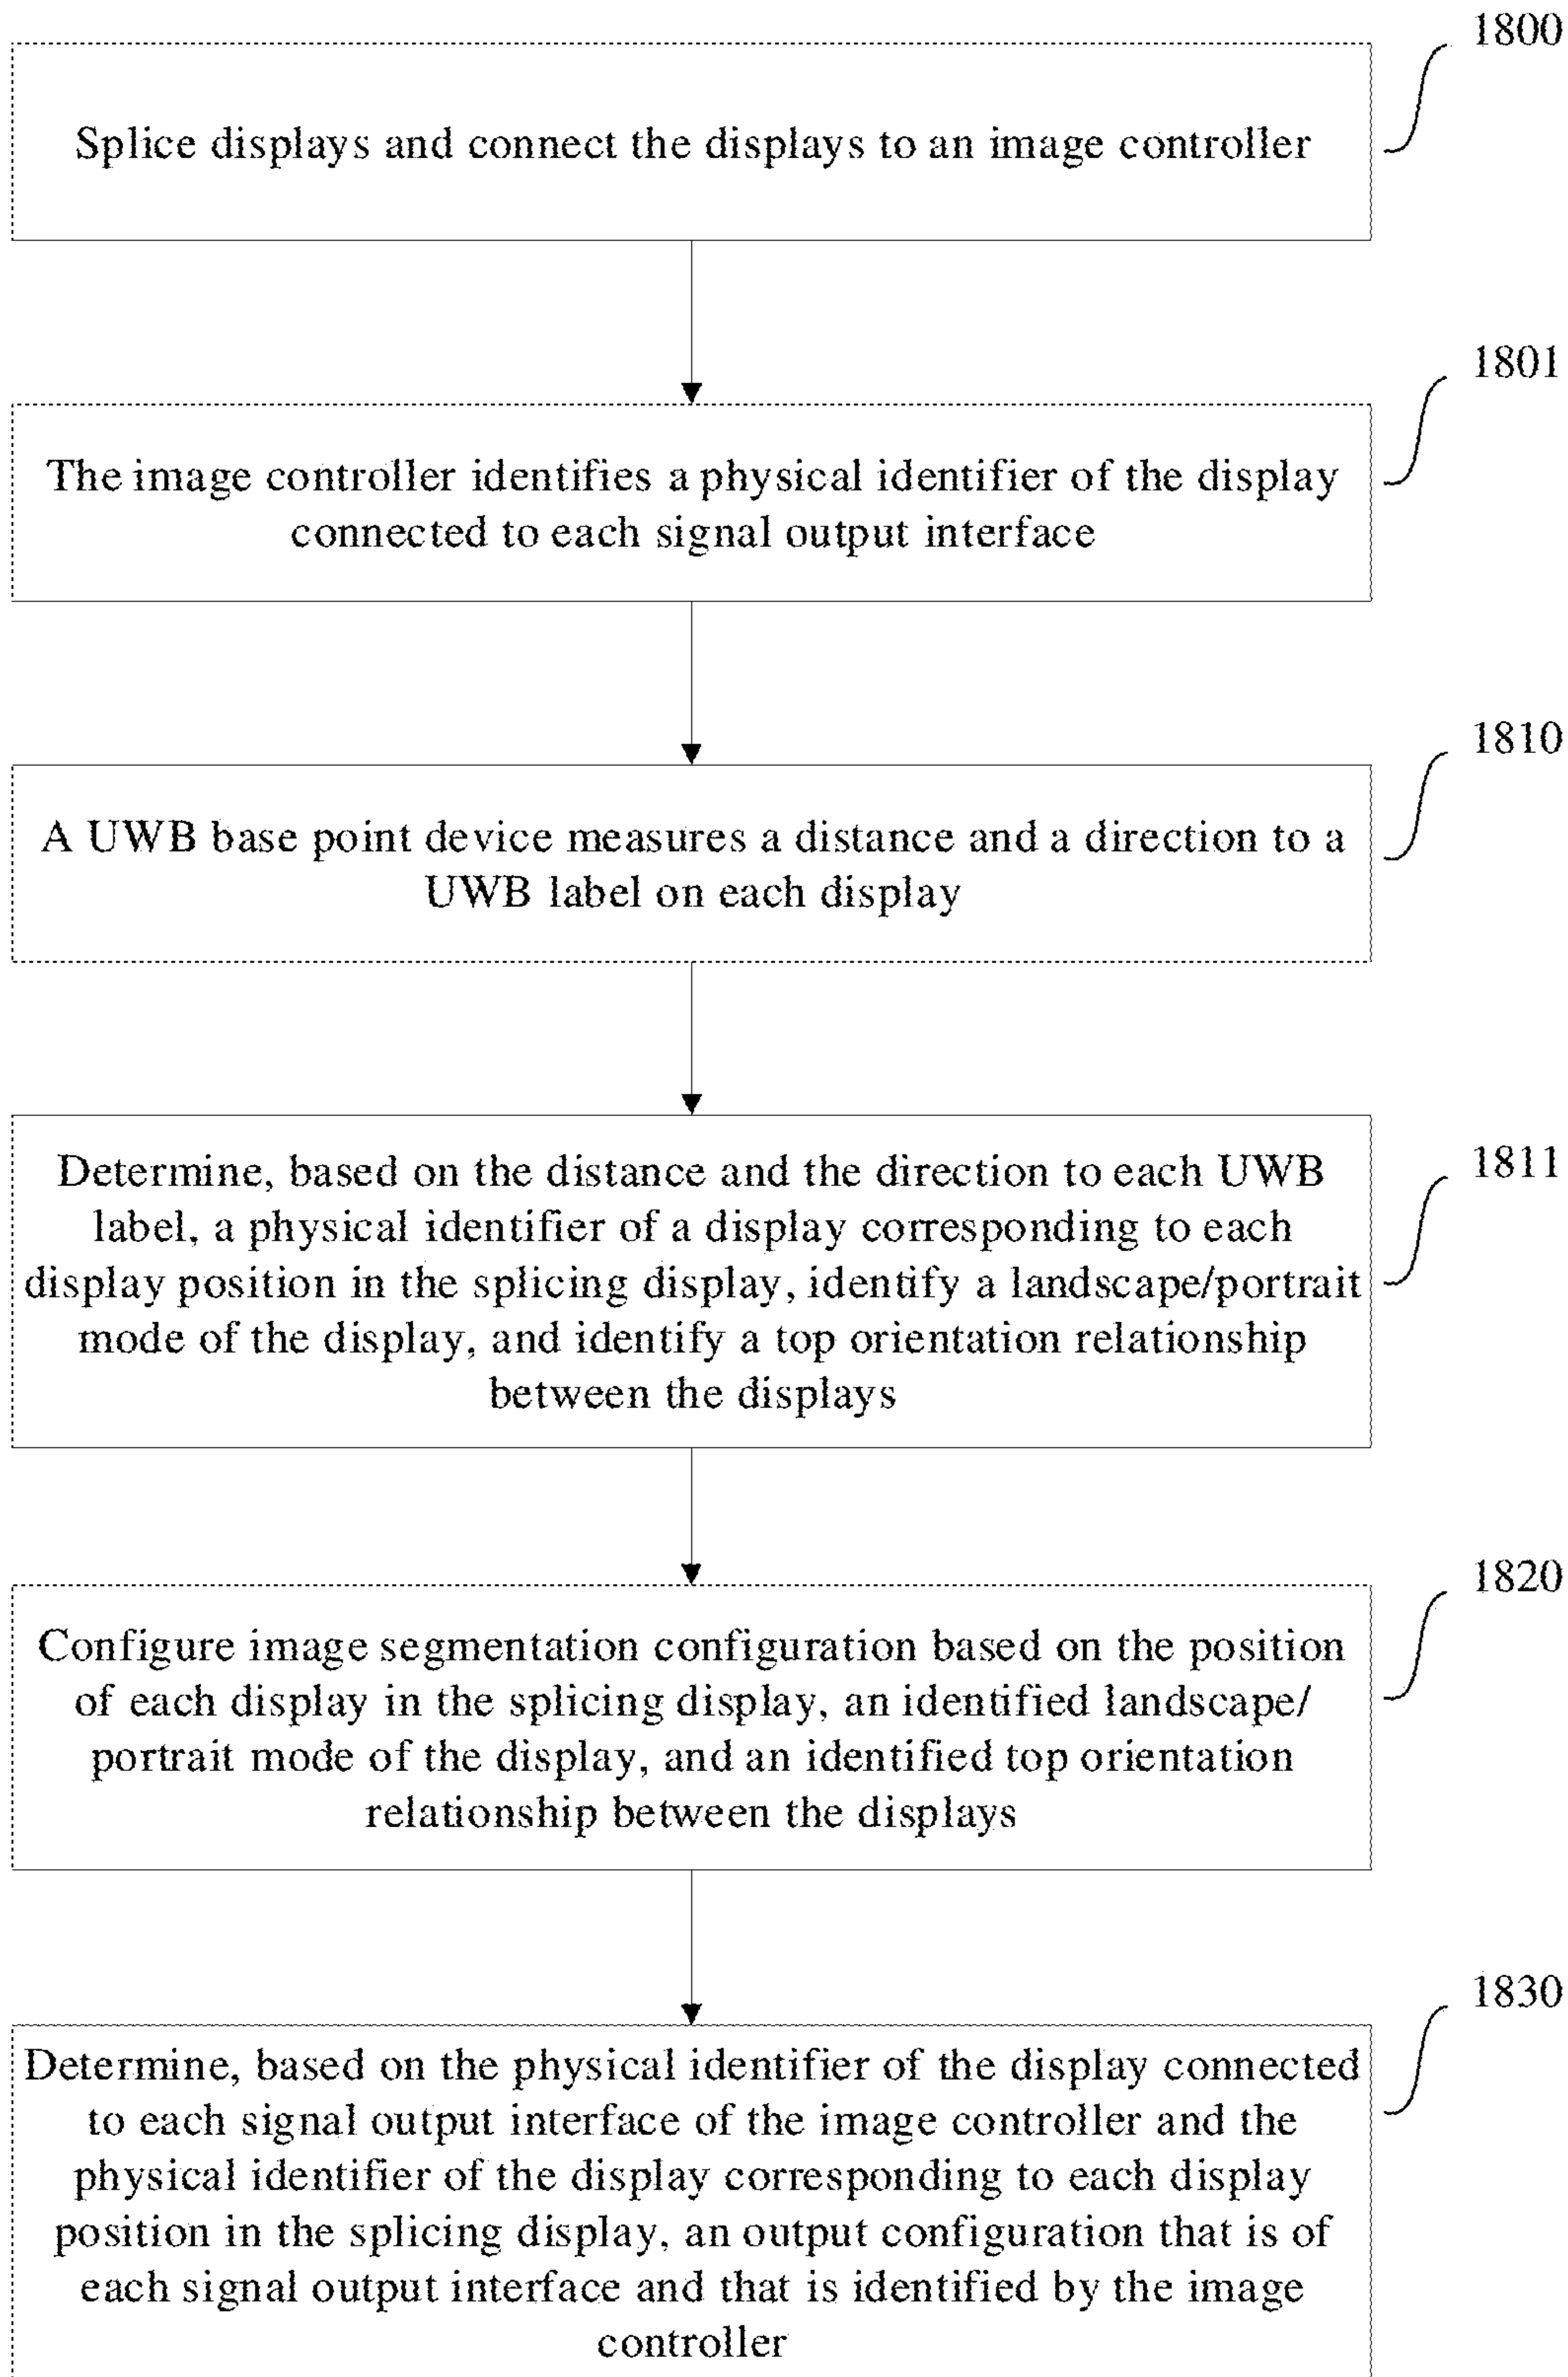 1800
Splice displays and connect the displays to an image controller
1801
The image controller identifies a physical identifier of the display
connected to each signal output interface
1810
A UWB base point device measures a distance and a direction to a
UWB label on each display
1811
Determine, based on the distance and the direction to each UWB
label, a physical identifier of a display corresponding to each
display position in the splicing display, identify a landscape/portrait
mode of the display, and identify a top orientation relationship
between the displays
1820
Configure image segmentation configuration based on the position
of each display in the splicing display, an identified landscape/
portrait mode of the display, and an identified top orientation
relationship between the displays
1830
Determine, based on the physical identifier of the display connected
to each signal output interface of the image controller and the
physical identifier of the display corresponding to each display
position in the splicing display, an output configuration that is of
each signal output interface and that is identified by the image
controller